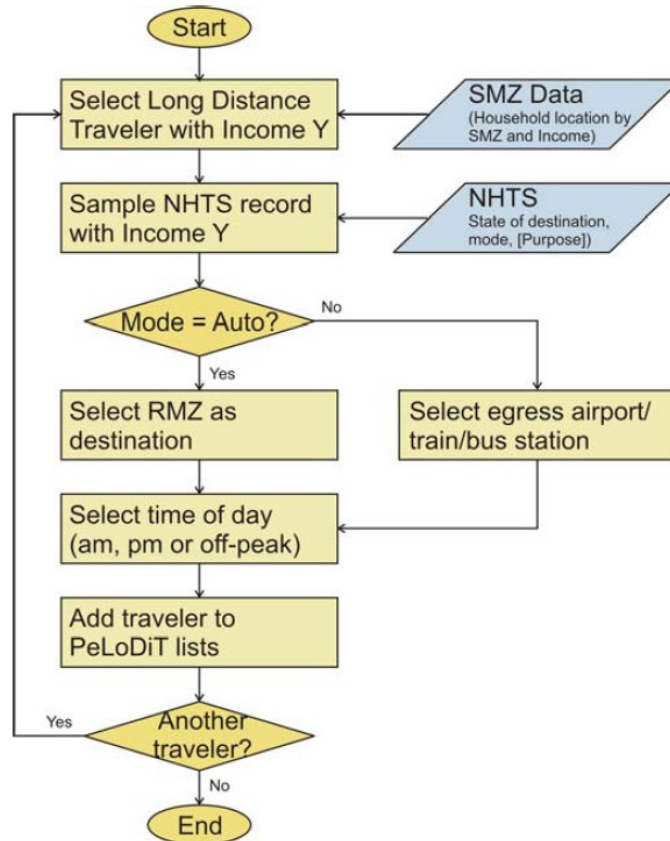 Start
Select Long Distance
Traveler with Income Y
SMZ Data
(Household location by
SMZ and Income)
Sample NHTS record
with Income Y
NHTS
State of destination,
mode, [Purpose])
Mode = Auto?
No
Yes
Select RMZ as
destination
Select egress airport/
train/bus station
Select time of day
(am, pm or off-peak)
Add traveler to
PeLoDiT lists
Another
traveler?
Yes
No
End